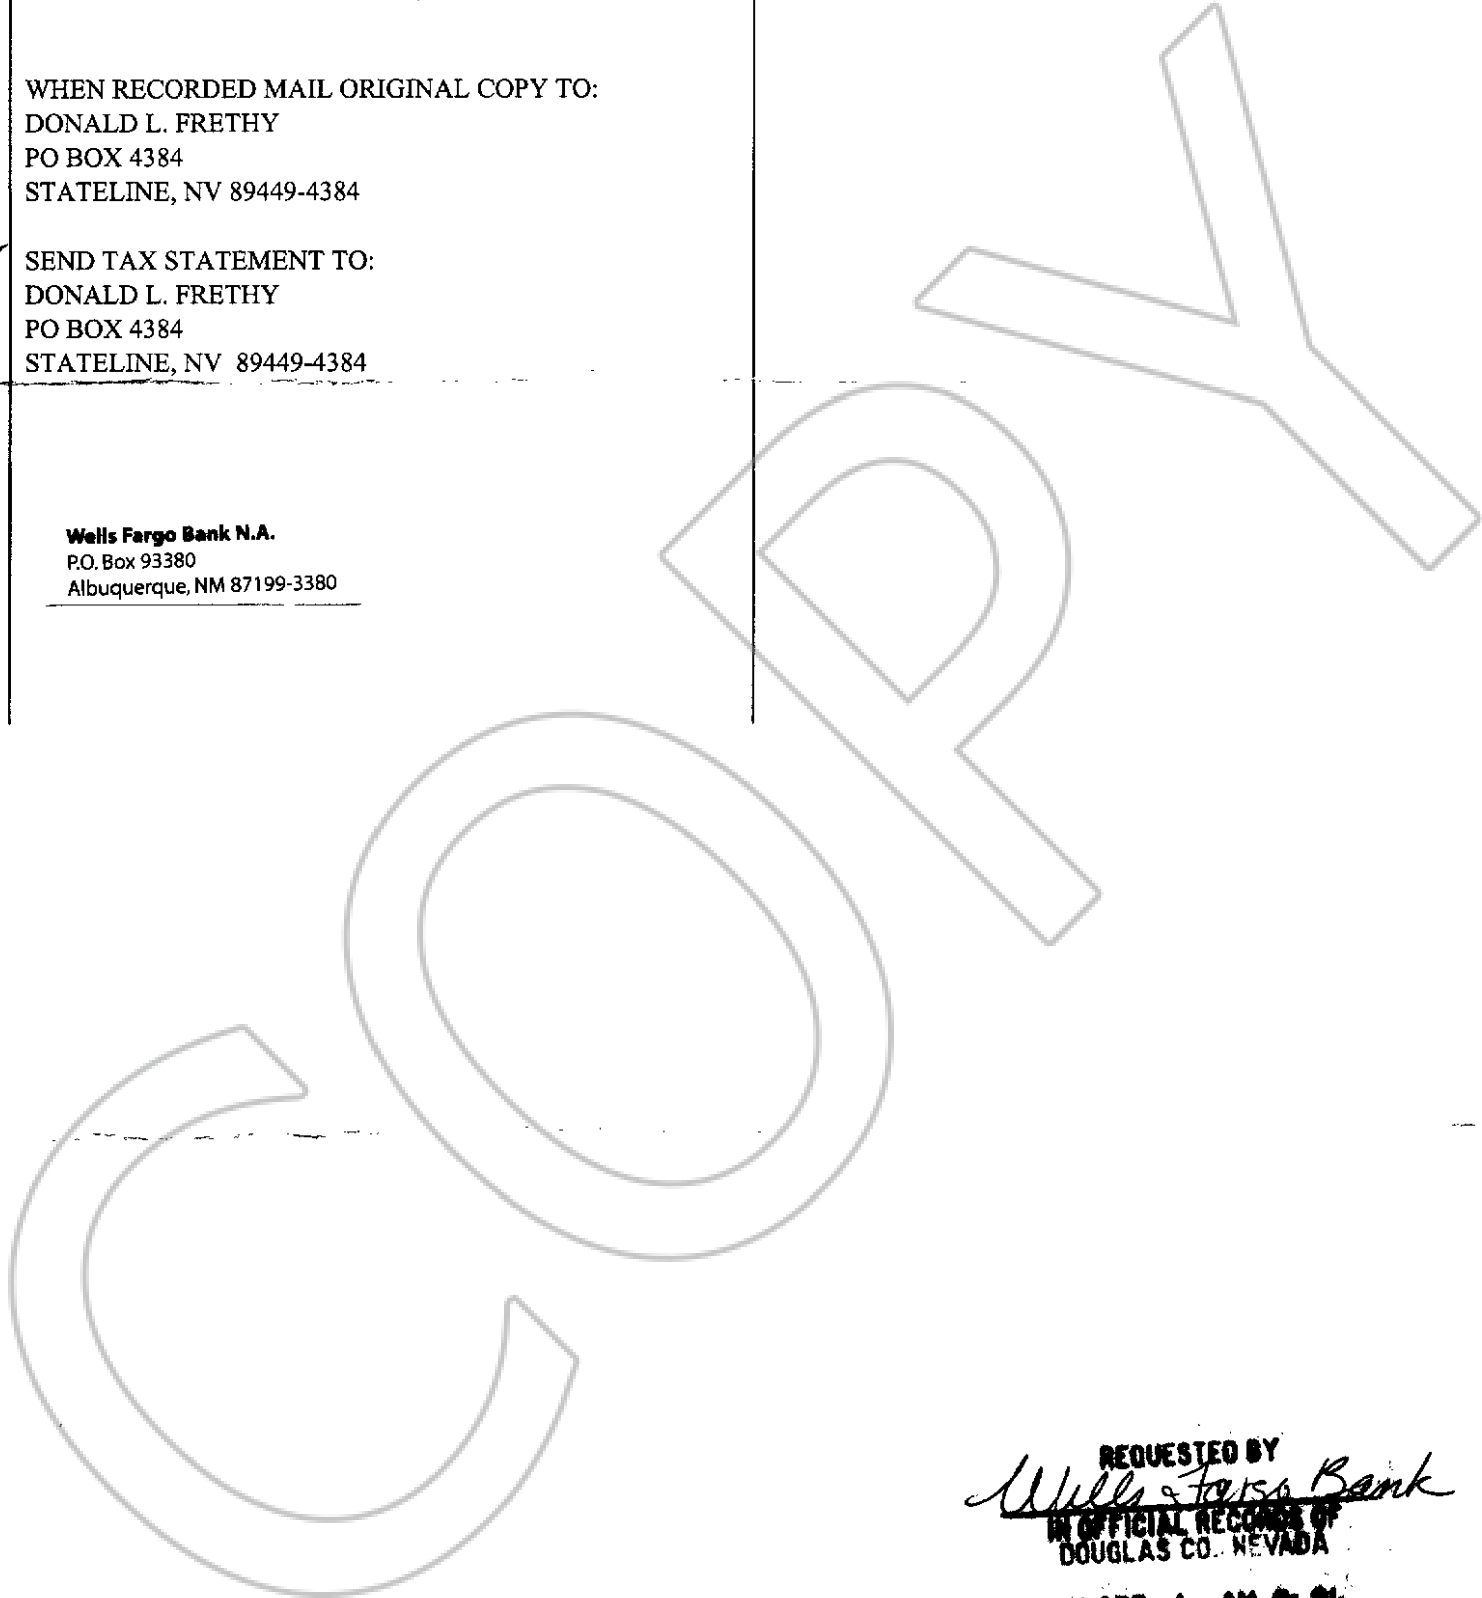 WHEN RECORDED MAIL ORIGINAL COPY TO:
DONALD L. FRETHY
PO BOX 4384
STATELINE, NV 89449-4384
SEND TAX STATEMENT TO:
DONALD L. FRETHY
PO BOX 4384
STATELINE, NV 89449-4384
Wells Fargo Bank N.A.
P.O. Box 93380
Albuquerque, NM 87199-3380
COPY
REQUESTED BY
Wells Fargo Bank
IN OFFICIAL RECORDS OF
DOUGLAS CO. NEVADA